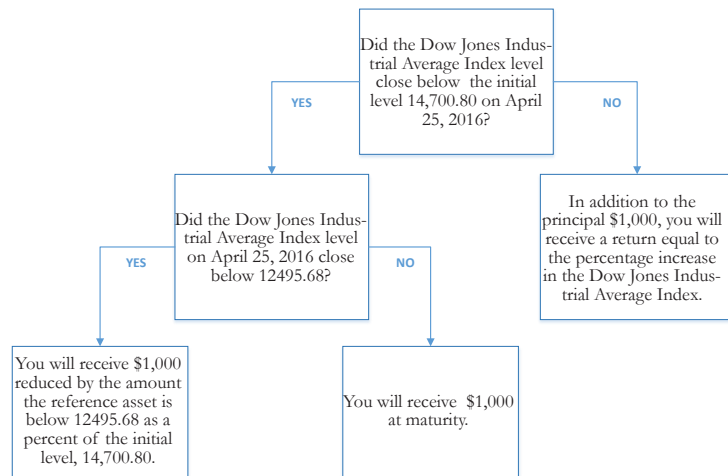 Did the Dow Jones Indus-
trial Average Index level
close below the initial
level 14,700.80 on April
25, 2016?
YES
NO
Did the Dow Jones Indus-
trial Average Index level
on April 25, 2016 close
below 12495.68?
In addition to the
principal $1,000, you will
receive a return equal to
the percentage increase
in the Dow Jones Indus-
trial Average Index.
YES
NO
You will receive $1,000
reduced by the amount
the reference asset is
below 12495.68 as a
percent of the initial
level, 14,700.80.
You will receive $1,000
at maturity.